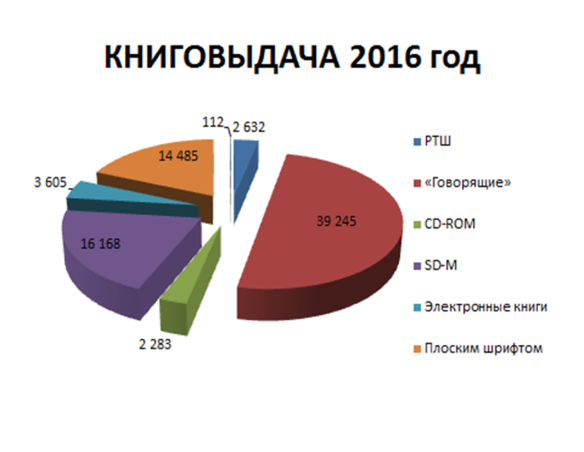 КНИГОВЫДАЧА 2016 год
112
2 632
14 485
3 605
39 245
16 168
2 283
РТШ
«Говорящие»
CD-ROM
SD-M
Электронные книги
Плоским шрифтом